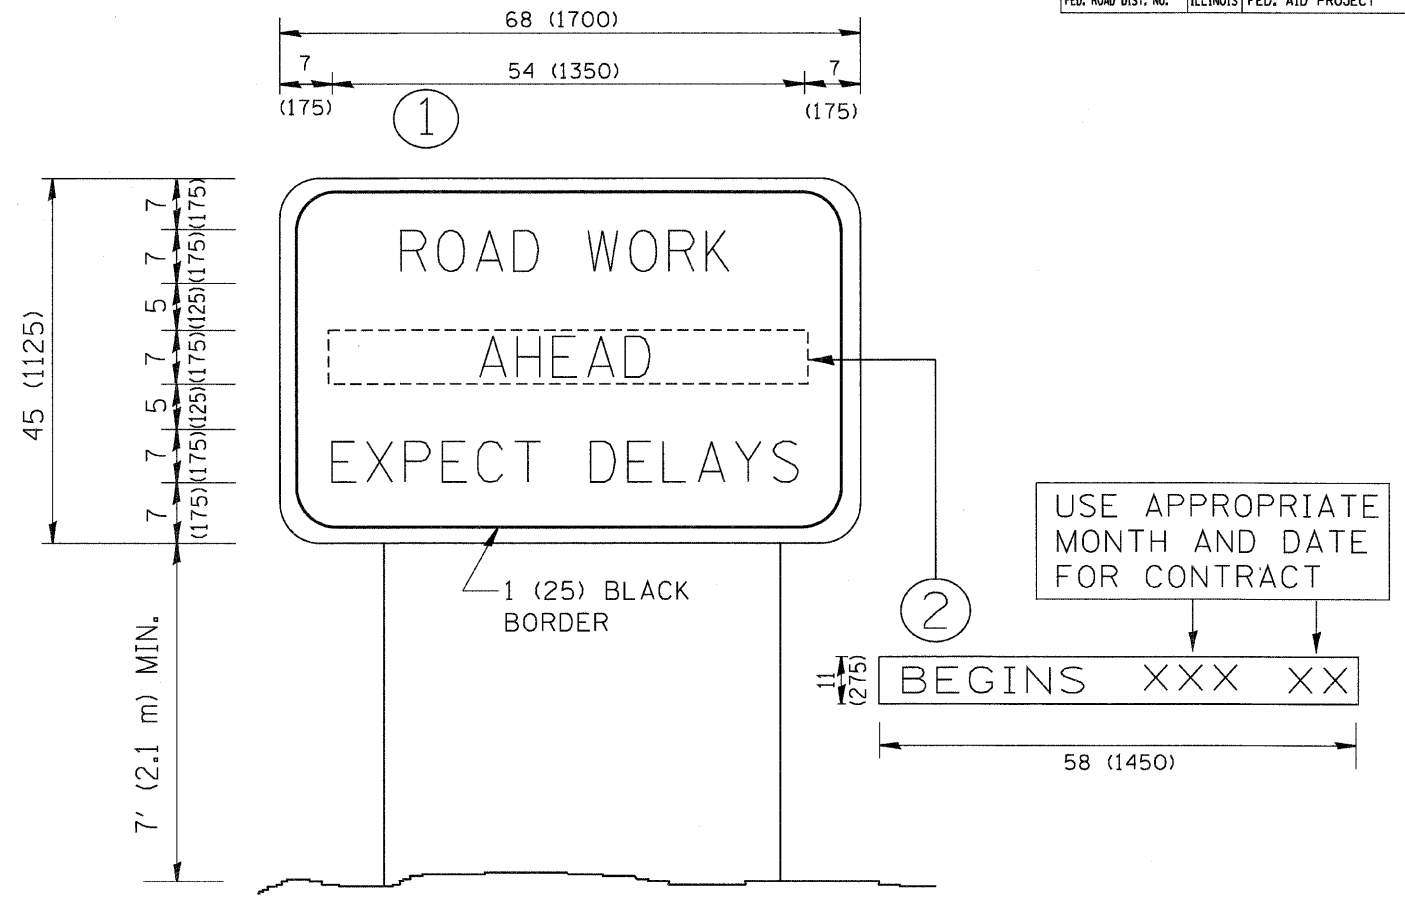 FED. ROAD DIST. NO. ILLINOIS FED. AID PROJECT
68 (1700)
7 54 (1350) 7
(175) (175)
1
45 (1125)
7 (175)
7 (175)
5 (125)
7 (175)
5 (125)
7 (175)
7 (175)
7' (2.1 m) MIN.
ROAD WORK
AHEAD
EXPECT DELAYS
1 (25) BLACK
BORDER
2
USE APPROPRIATE
MONTH AND DATE
FOR CONTRACT
11 (275)
BEGINS XXX XX
58 (1450)